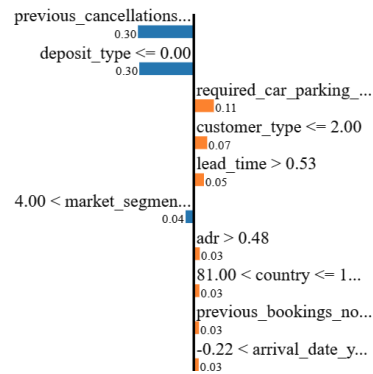 previous_cancellations...
0.30
deposit_type <= 0.00
0.30
required_car_parking_...
0.11
customer_type <= 2.00
0.07
lead_time > 0.53
0.05
4.00 < market_segmen...
0.04
adr > 0.48
0.03
81.00 < country <= 1...
0.03
previous_bookings_no...
0.03
-0.22 < arrival_date_y...
0.03